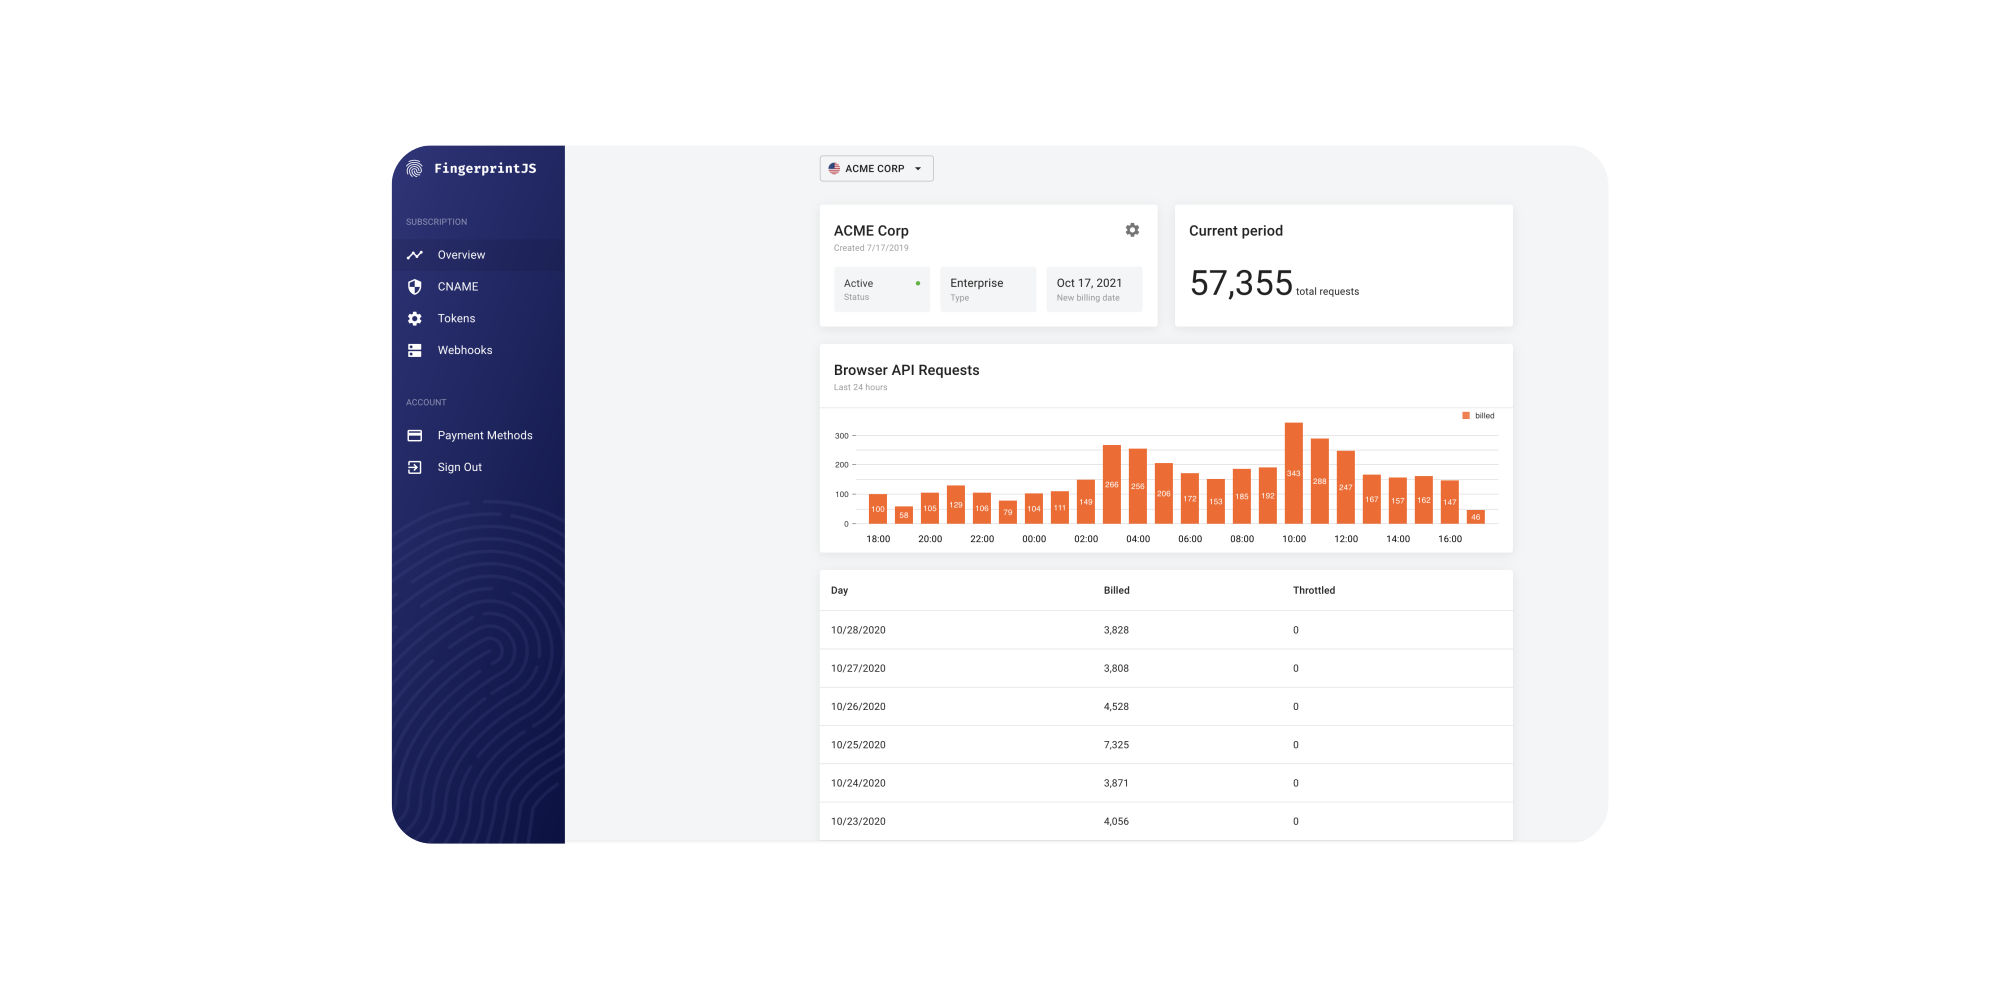 FingerprintJS
SUBSCRIPTION
Overview
CNAME
Tokens
Webhooks
ACCOUNT
Payment Methods
Sign Out
ACME CORP
ACME Corp
Created 7/17/2019
Active
Status
Enterprise
Type
Oct 17, 2021
New billing date
Current period
57,355 total requests
Browser API Requests
Last 24 hours
billed
300
200
100
0
100 58 105 129 106 79 104 111 149 266 256 206 172 153 185 192 343 288 247 167 157 162 147 46
18:00 20:00 22:00 00:00 02:00 04:00 06:00 08:00 10:00 12:00 14:00 16:00
Day Billed Throttled
10/28/2020 3,828 0
10/27/2020 3,808 0
10/26/2020 4,528 0
10/25/2020 7,325 0
10/24/2020 3,871 0
10/23/2020 4,056 0